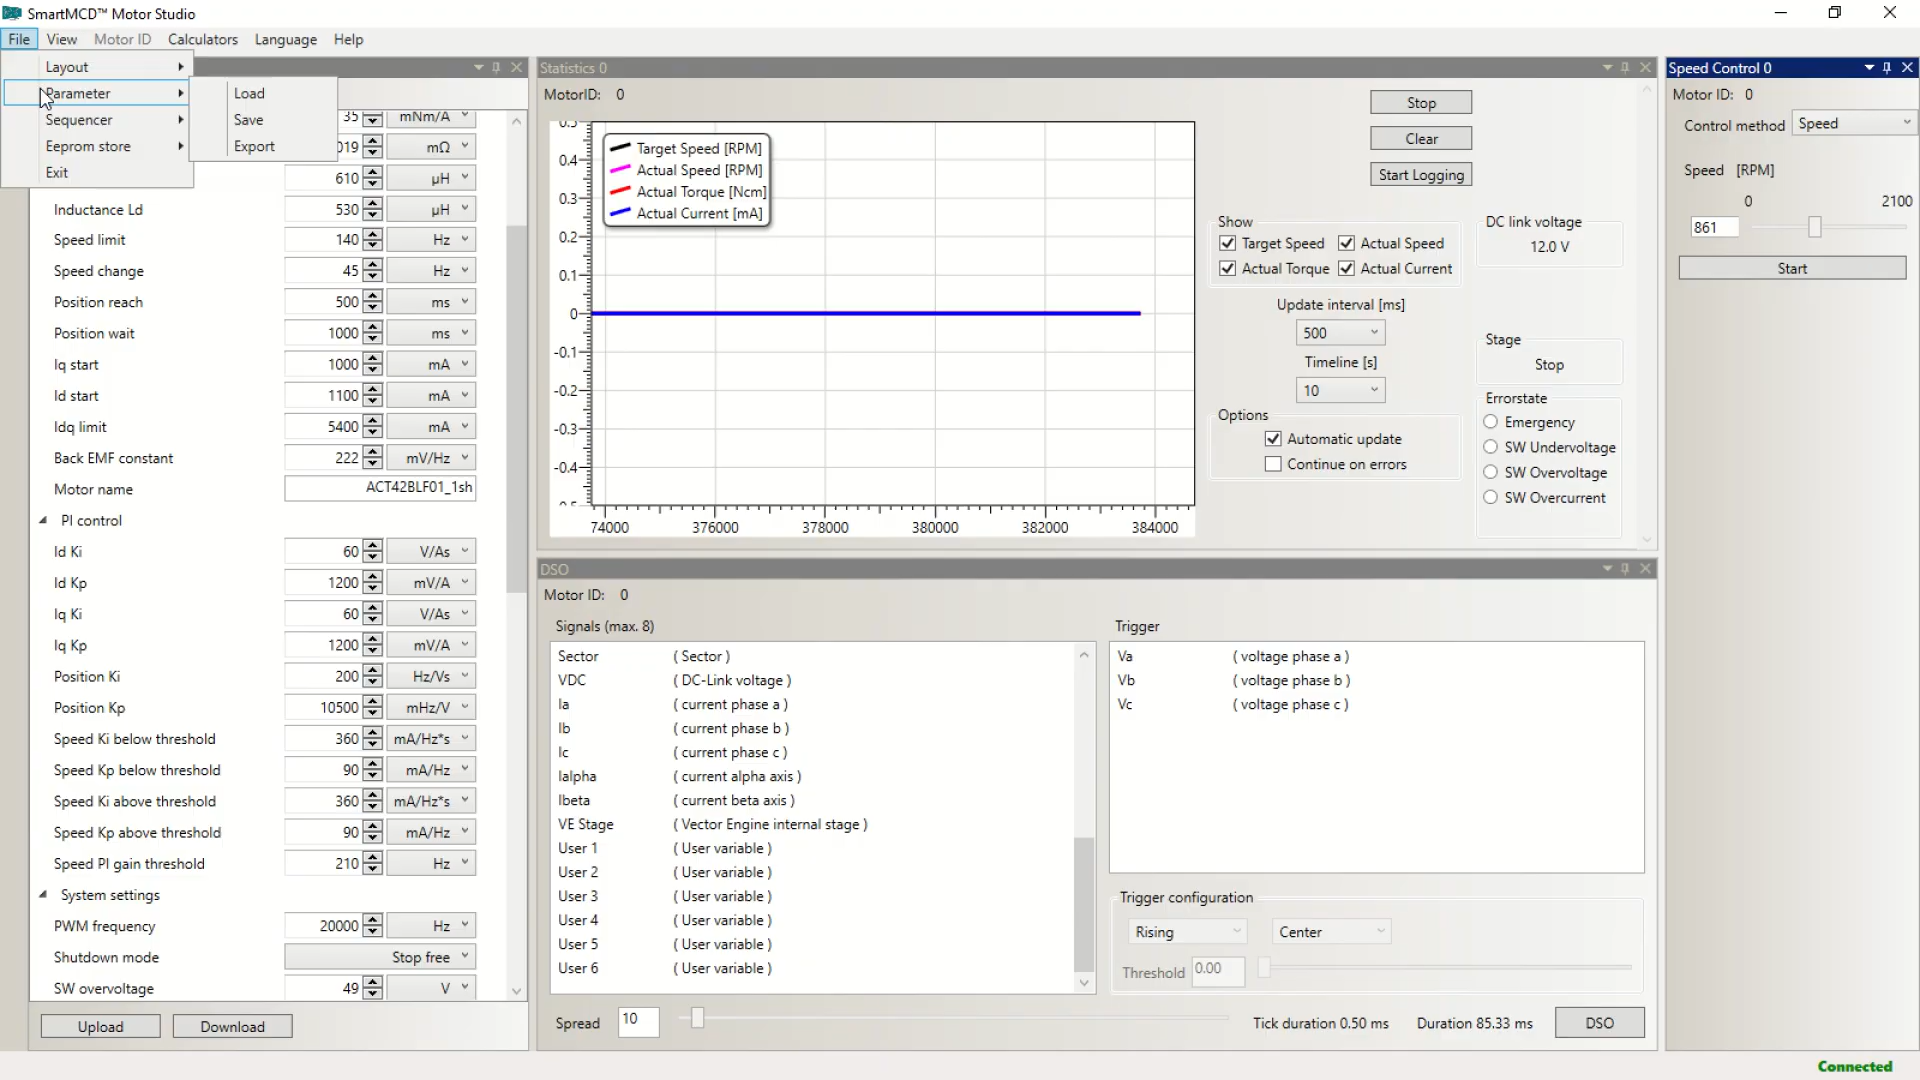 SmartMCD™ Motor Studio
File View Motor ID Calculators Language Help
Layout
Parameter
Sequencer
Eeprom store
Exit
Load
Save
Export
35 mNm/A
019 mΩ
610 µH
Inductance Ld 530 µH
Speed limit 140 Hz
Speed change 45 Hz
Position reach 500 ms
Position wait 1000 ms
Iq start 1000 mA
Id start 1100 mA
Idq limit 5400 mA
Back EMF constant 222 mV/Hz
Motor name ACT42BLF01_1sh
PI control
Id Ki 60 V/As
Id Kp 1200 mV/A
Iq Ki 60 V/As
Iq Kp 1200 mV/A
Position Ki 200 Hz/Vs
Position Kp 10500 mHz/V
Speed Ki below threshold 360 mA/Hz*s
Speed Kp below threshold 90 mA/Hz
Speed Ki above threshold 360 mA/Hz*s
Speed Kp above threshold 90 mA/Hz
Speed PI gain threshold 210 Hz
System settings
PWM frequency 20000 Hz
Shutdown mode Stop free
SW overvoltage 49 V
Upload Download
Statistics 0
MotorID: 0
Target Speed [RPM]
Actual Speed [RPM]
Actual Torque [Ncm]
Actual Current [mA]
0.5
0.4
0.3
0.2
0.1
0
-0.1
-0.2
-0.3
-0.4
74000 376000 378000 380000 382000 384000
Stop
Clear
Start Logging
Show
Target Speed Actual Speed
Actual Torque Actual Current
Update interval [ms]
500
Timeline [s]
10
Options
Automatic update
Continue on errors
DC link voltage
12.0 V
Stage
Stop
Errorstate
Emergency
SW Undervoltage
SW Overvoltage
SW Overcurrent
DSO
Motor ID: 0
Signals (max. 8)
Sector ( Sector )
VDC ( DC-Link voltage )
Ia ( current phase a )
Ib ( current phase b )
Ic ( current phase c )
Ialpha ( current alpha axis )
Ibeta ( current beta axis )
VE Stage ( Vector Engine internal stage )
User 1 ( User variable )
User 2 ( User variable )
User 3 ( User variable )
User 4 ( User variable )
User 5 ( User variable )
User 6 ( User variable )
Trigger
Va ( voltage phase a )
Vb ( voltage phase b )
Vc ( voltage phase c )
Trigger configuration
Rising Center
Threshold 0.00
Spread 10 Tick duration 0.50 ms Duration 85.33 ms DSO
Speed Control 0
Motor ID: 0
Control method Speed
Speed [RPM]
0 2100
861
Start
Connected